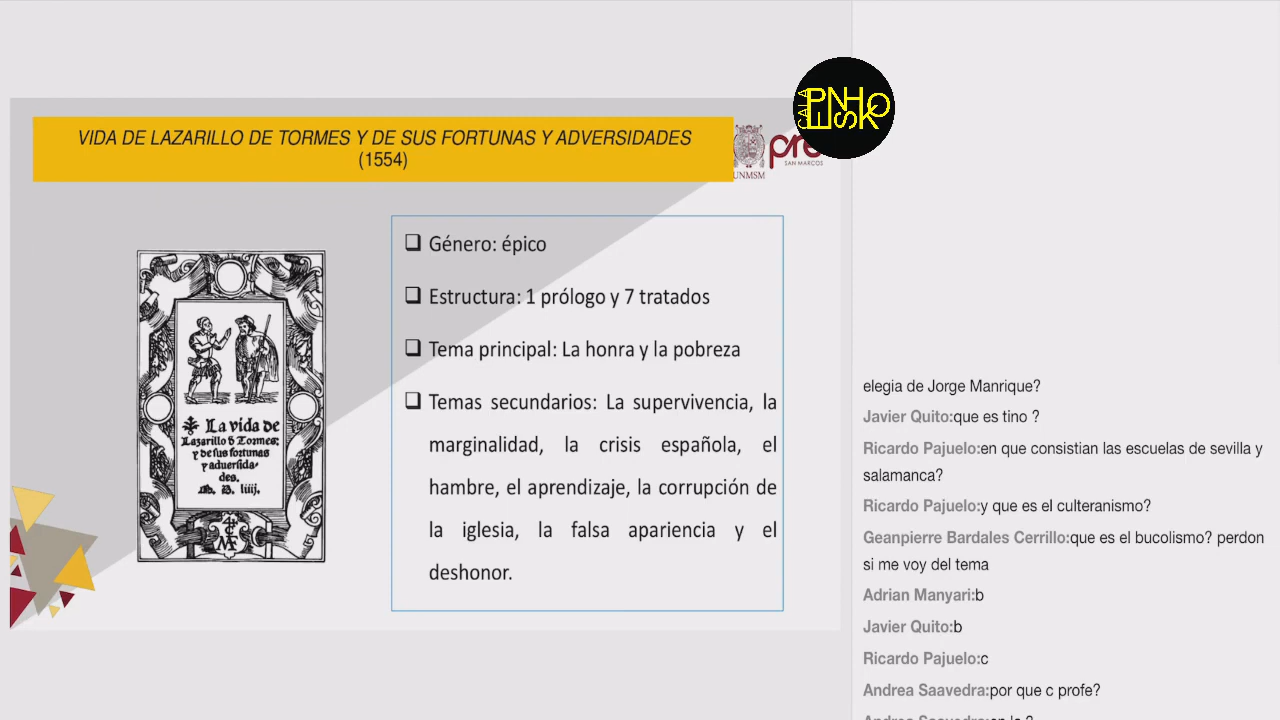 VIDA DE LAZARILLO DE TORMES Y DE SUS FORTUNAS Y ADVERSIDADES
(1554)
UNMSM
pre
SAN MARCOS
CALA
PENHOSK
Género: épico
Estructura: 1 prólogo y 7 tratados
Tema principal: La honra y la pobreza
Temas secundarios: La supervivencia, la
marginalidad, la crisis española, el
hambre, el aprendizaje, la corrupción de
la iglesia, la falsa apariencia y el
deshonor.
La vida de
Lazarillo de Tormes:
y de sus fortunas
y aduersida-
des.
elegia de Jorge Manrique?
Javier Quito:que es tino ?
Ricardo Pajuelo:en que consistian las escuelas de sevilla y
salamanca?
Ricardo Pajuelo:y que es el culteranismo?
Geanpierre Bardales Cerrillo:que es el bucolismo? perdon
si me voy del tema
Adrian Manyari:b
Javier Quito:b
Ricardo Pajuelo:c
Andrea Saavedra:por que c profe?